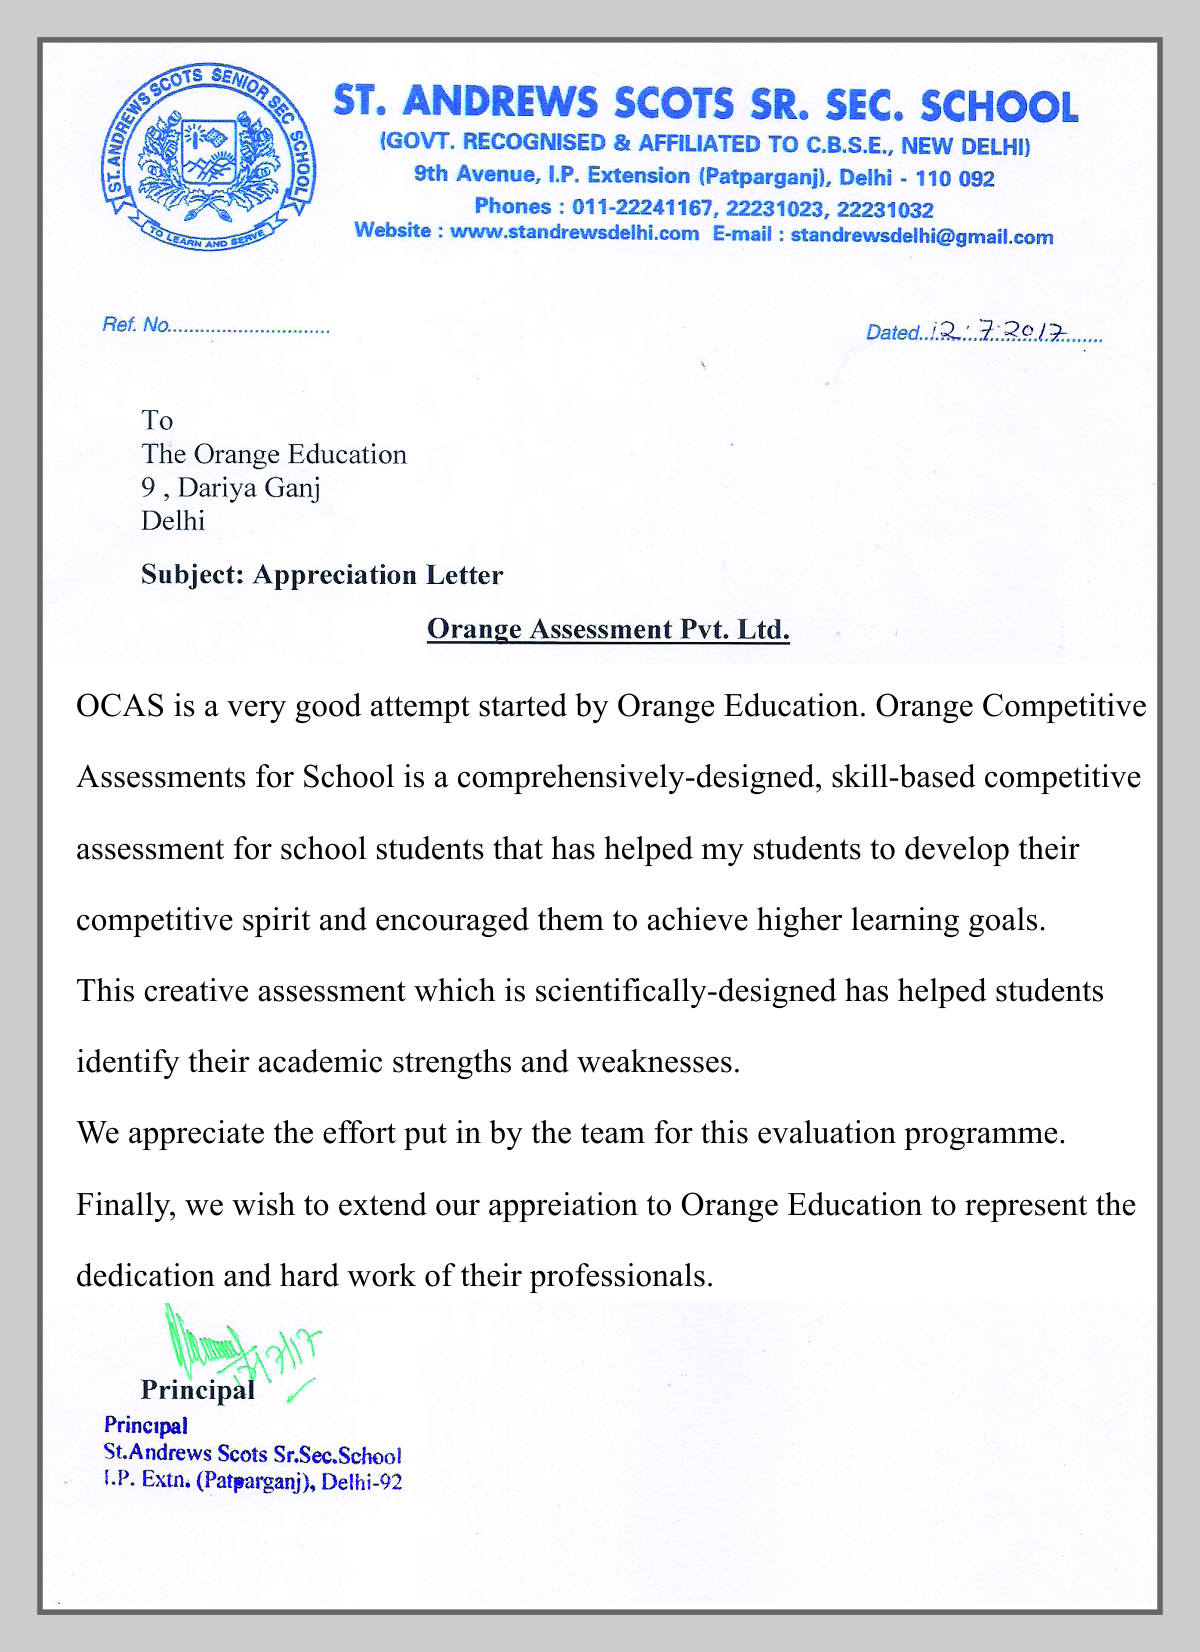 ST. ANDREWS SCOTS SENIOR SEC SCHOOL
TO LEARN AND SERVE
ST. ANDREWS SCOTS SR. SEC. SCHOOL
(GOVT. RECOGNISED & AFFILIATED TO C.B.S.E., NEW DELHI)
9th Avenue, I.P. Extension (Patparganj), Delhi - 110 092
Phones : 011-22241167, 22231023, 22231032
Website : www.standrewsdelhi.com E-mail : standrewsdelhi@gmail.com
Ref. No...............................
Dated..12.7.2017.......
To
The Orange Education
9 , Dariya Ganj
Delhi
Subject: Appreciation Letter
Orange Assessment Pvt. Ltd.
OCAS is a very good attempt started by Orange Education. Orange Competitive
Assessments for School is a comprehensively-designed, skill-based competitive
assessment for school students that has helped my students to develop their
competitive spirit and encouraged them to achieve higher learning goals.
This creative assessment which is scientifically-designed has helped students
identify their academic strengths and weaknesses.
We appreciate the effort put in by the team for this evaluation programme.
Finally, we wish to extend our appreiation to Orange Education to represent the
dedication and hard work of their professionals.
Principal
Principal
St.Andrews Scots Sr.Sec.School
I.P. Extn. (Patparganj), Delhi-92